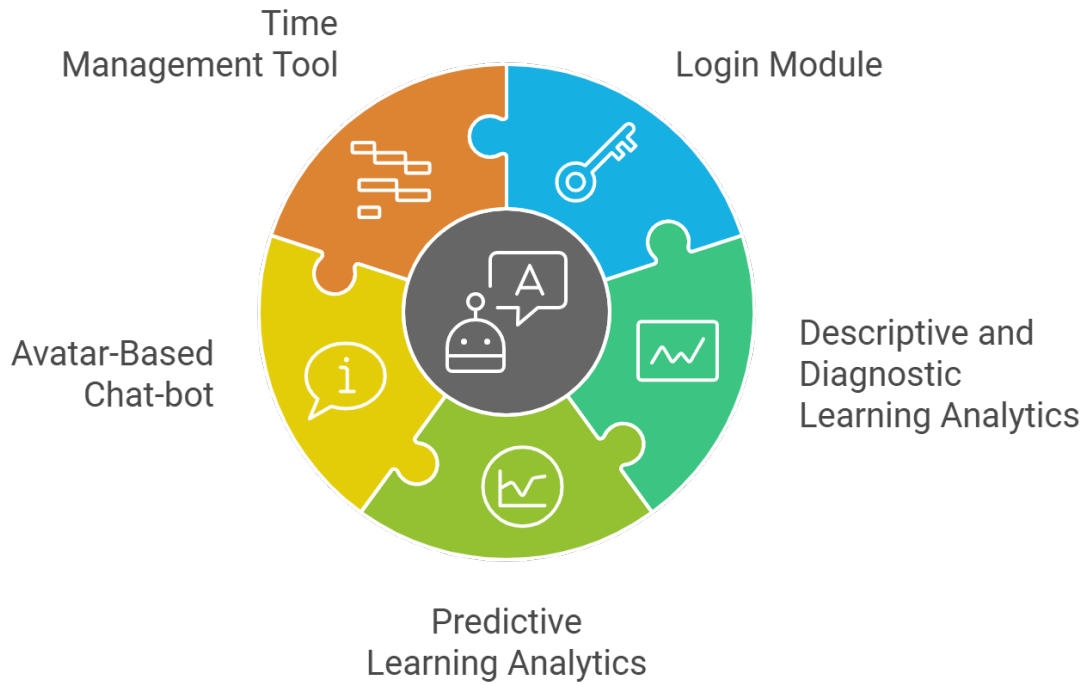 Time
Management Tool
Login Module
Descriptive and
Diagnostic
Learning Analytics
Predictive
Learning Analytics
Avatar-Based
Chat-bot
A
i